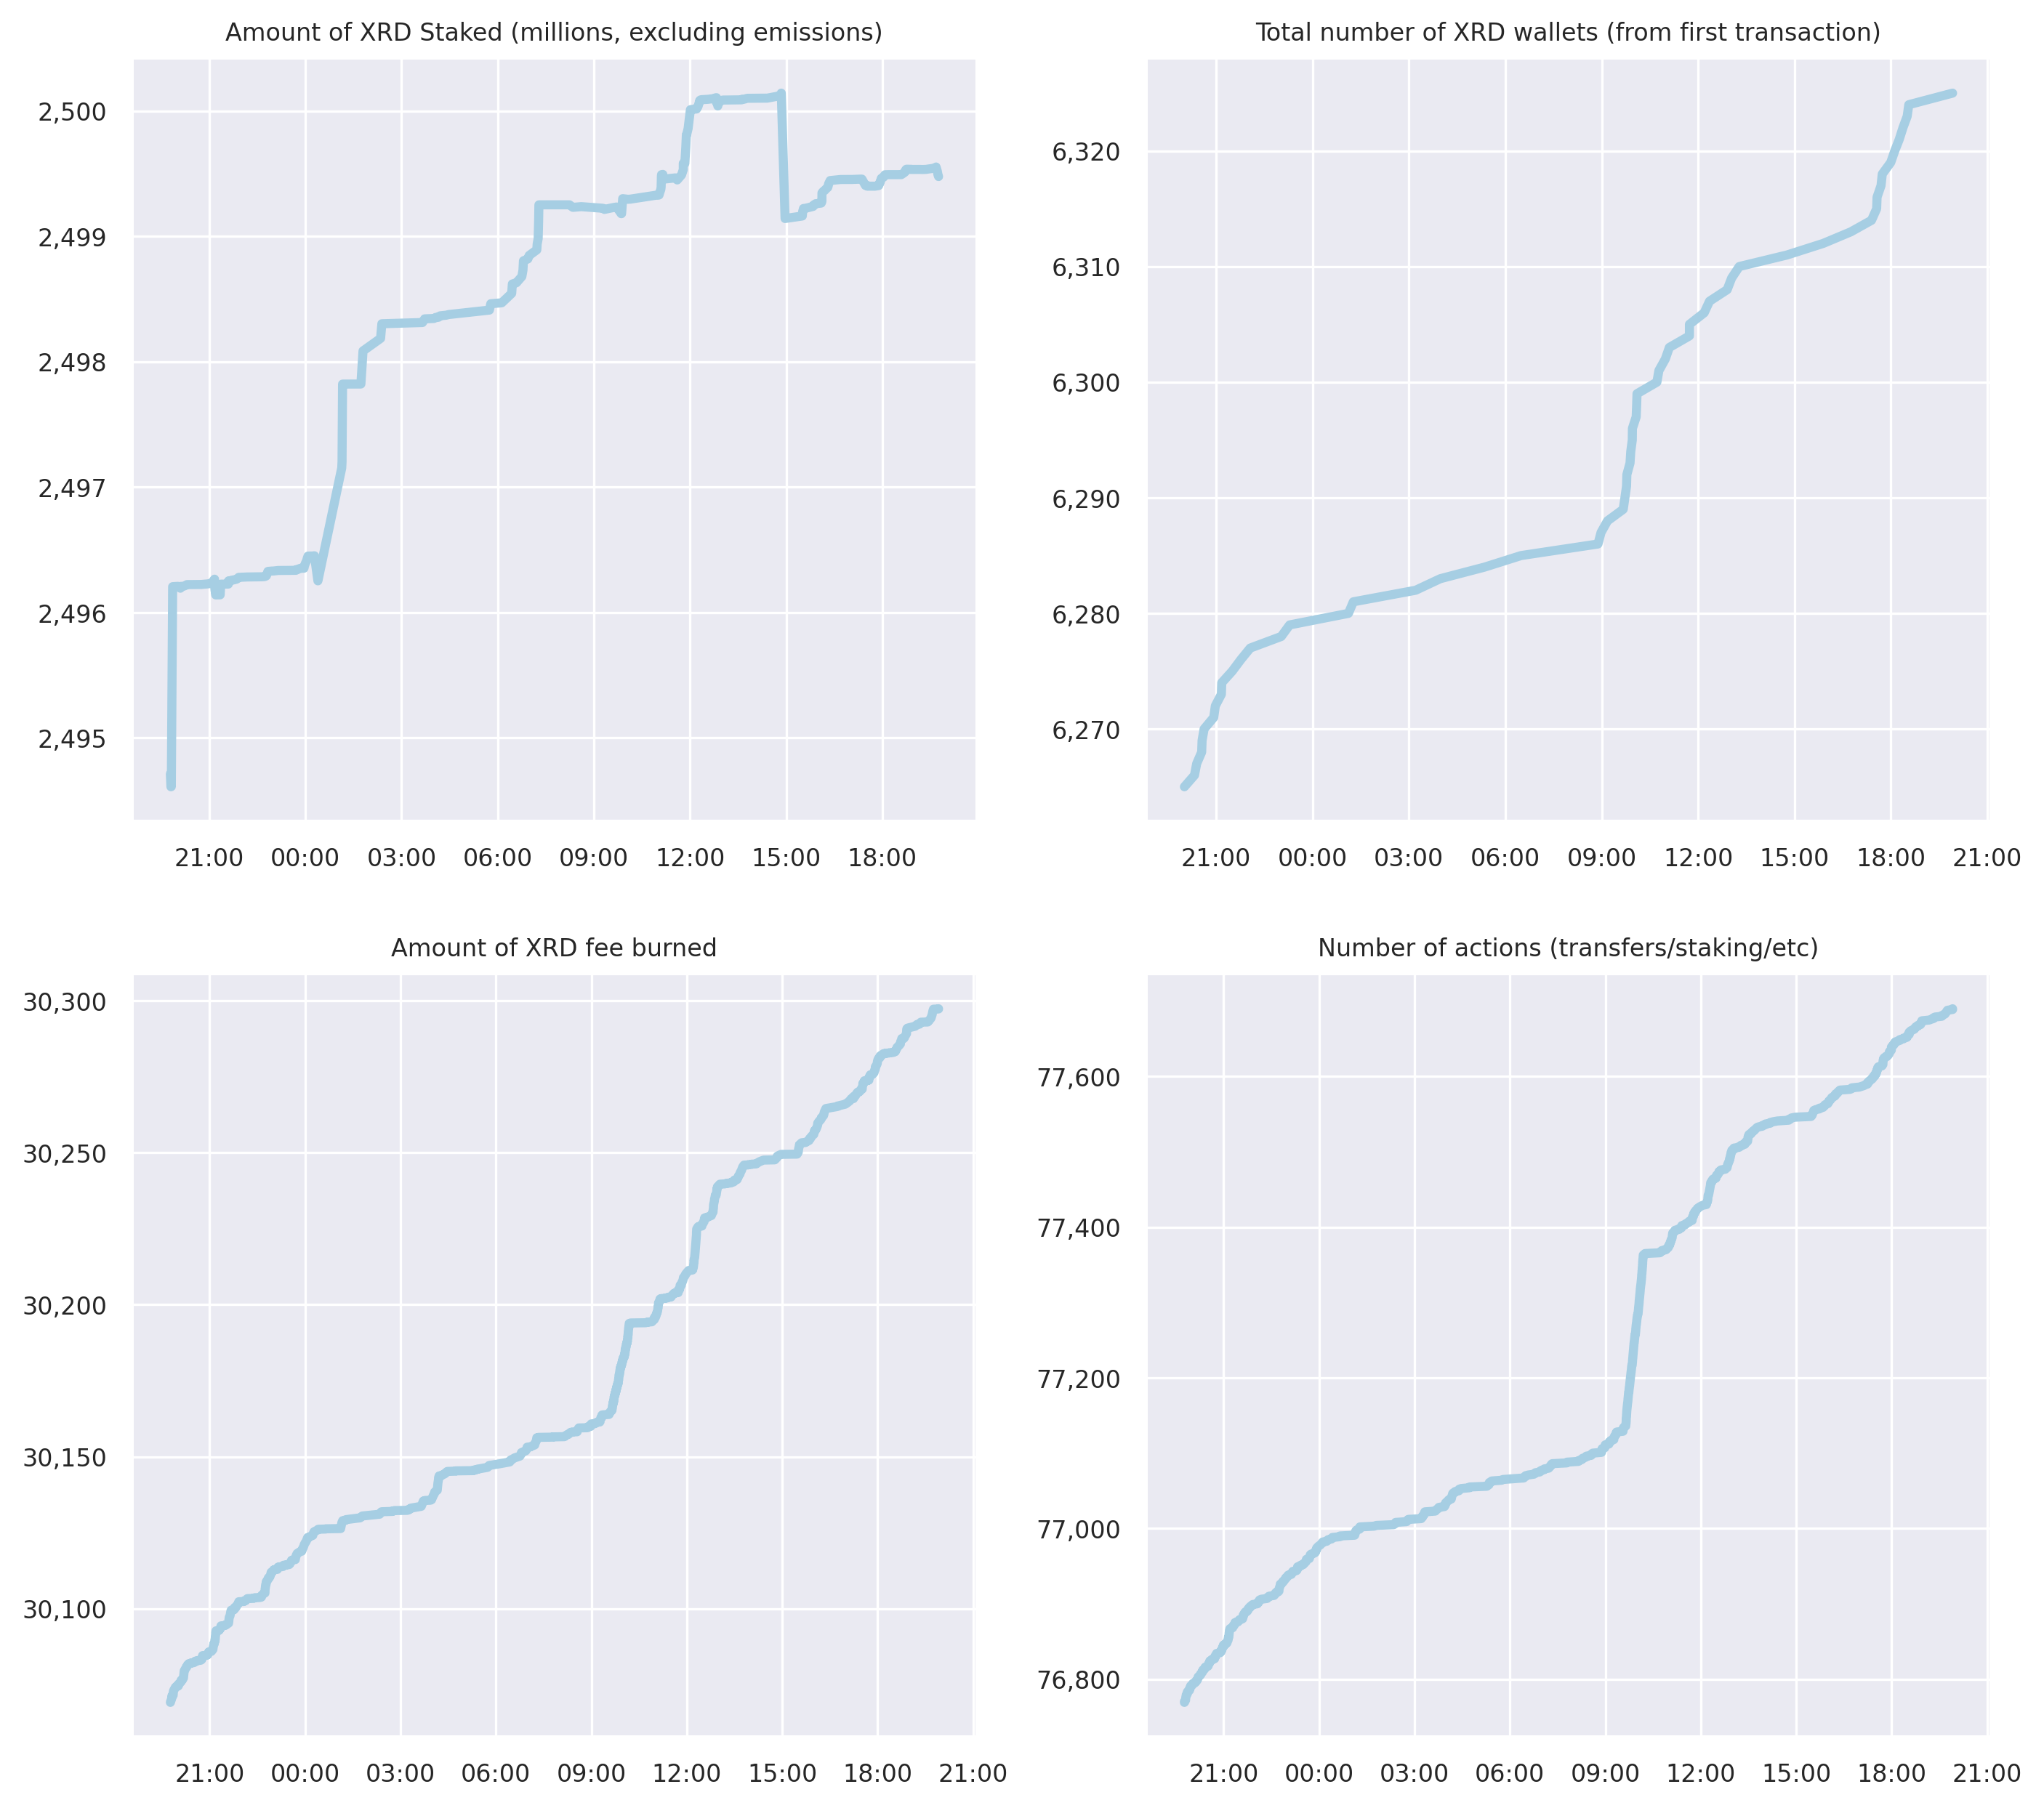 Amount of XRD Staked (millions, excluding emissions)
2,500
2,499
2,498
2,497
2,496
2,495
21:00 00:00 03:00 06:00 09:00 12:00 15:00 18:00
Total number of XRD wallets (from first transaction)
6,320
6,310
6,300
6,290
6,280
6,270
21:00 00:00 03:00 06:00 09:00 12:00 15:00 18:00 21:00
Amount of XRD fee burned
30,300
30,250
30,200
30,150
30,100
21:00 00:00 03:00 06:00 09:00 12:00 15:00 18:00 21:00
Number of actions (transfers/staking/etc)
77,600
77,400
77,200
77,000
76,800
21:00 00:00 03:00 06:00 09:00 12:00 15:00 18:00 21:00